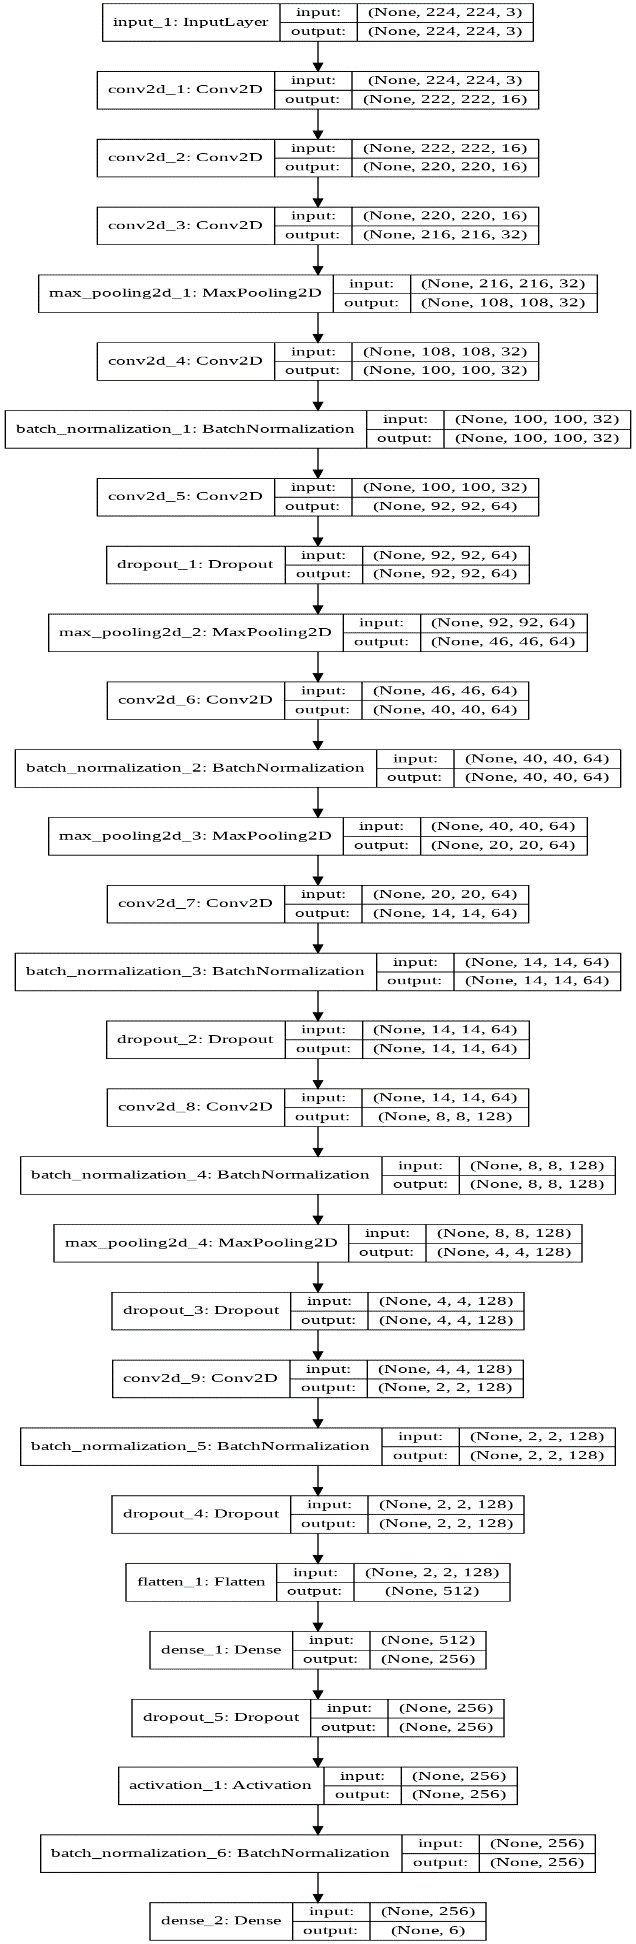 input_1: InputLayer
input: (None, 224, 224, 3)
output: (None, 224, 224, 3)
conv2d_1: Conv2D
input: (None, 224, 224, 3)
output: (None, 222, 222, 16)
conv2d_2: Conv2D
input: (None, 222, 222, 16)
output: (None, 220, 220, 16)
conv2d_3: Conv2D
input: (None, 220, 220, 16)
output: (None, 216, 216, 32)
max_pooling2d_1: MaxPooling2D
input: (None, 216, 216, 32)
output: (None, 108, 108, 32)
conv2d_4: Conv2D
input: (None, 108, 108, 32)
output: (None, 100, 100, 32)
batch_normalization_1: BatchNormalization
input: (None, 100, 100, 32)
output: (None, 100, 100, 32)
conv2d_5: Conv2D
input: (None, 100, 100, 32)
output: (None, 92, 92, 64)
dropout_1: Dropout
input: (None, 92, 92, 64)
output: (None, 92, 92, 64)
max_pooling2d_2: MaxPooling2D
input: (None, 92, 92, 64)
output: (None, 46, 46, 64)
conv2d_6: Conv2D
input: (None, 46, 46, 64)
output: (None, 40, 40, 64)
batch_normalization_2: BatchNormalization
input: (None, 40, 40, 64)
output: (None, 40, 40, 64)
max_pooling2d_3: MaxPooling2D
input: (None, 40, 40, 64)
output: (None, 20, 20, 64)
conv2d_7: Conv2D
input: (None, 20, 20, 64)
output: (None, 14, 14, 64)
batch_normalization_3: BatchNormalization
input: (None, 14, 14, 64)
output: (None, 14, 14, 64)
dropout_2: Dropout
input: (None, 14, 14, 64)
output: (None, 14, 14, 64)
conv2d_8: Conv2D
input: (None, 14, 14, 64)
output: (None, 8, 8, 128)
batch_normalization_4: BatchNormalization
input: (None, 8, 8, 128)
output: (None, 8, 8, 128)
max_pooling2d_4: MaxPooling2D
input: (None, 8, 8, 128)
output: (None, 4, 4, 128)
dropout_3: Dropout
input: (None, 4, 4, 128)
output: (None, 4, 4, 128)
conv2d_9: Conv2D
input: (None, 4, 4, 128)
output: (None, 2, 2, 128)
batch_normalization_5: BatchNormalization
input: (None, 2, 2, 128)
output: (None, 2, 2, 128)
dropout_4: Dropout
input: (None, 2, 2, 128)
output: (None, 2, 2, 128)
flatten_1: Flatten
input: (None, 2, 2, 128)
output: (None, 512)
dense_1: Dense
input: (None, 512)
output: (None, 256)
dropout_5: Dropout
input: (None, 256)
output: (None, 256)
activation_1: Activation
input: (None, 256)
output: (None, 256)
batch_normalization_6: BatchNormalization
input: (None, 256)
output: (None, 256)
dense_2: Dense
input: (None, 256)
output: (None, 6)